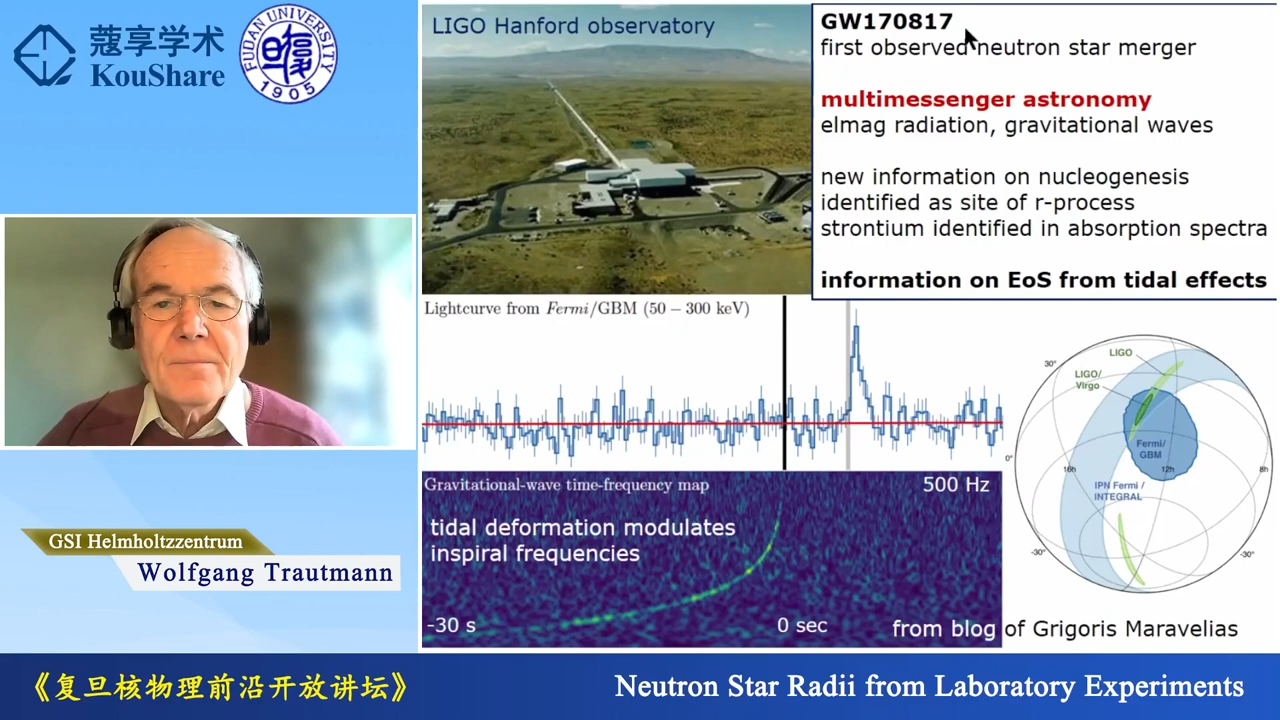 蔻享学术
KouShare
FUDAN UNIVERSITY
1905
LIGO Hanford observatory
GW170817
first observed neutron star merger
multimessenger astronomy
elmag radiation, gravitational waves
new information on nucleogenesis
identified as site of r-process
strontium identified in absorption spectra
information on EoS from tidal effects
Lightcurve from Fermi/GBM (50 – 300 keV)
Gravitational-wave time-frequency map
500 Hz
tidal deformation modulates
inspiral frequencies
-30 s
0 sec
from blog of Grigoris Maravelias
LIGO
30°
LIGO/
Virgo
30°
Fermi/
GBM
0°
16h
12h
8h
IPN Fermi /
INTEGRAL
-30°
-30°
GSI Helmholtzzentrum
Wolfgang Trautmann
《复旦核物理前沿开放讲坛》
Neutron Star Radii from Laboratory Experiments